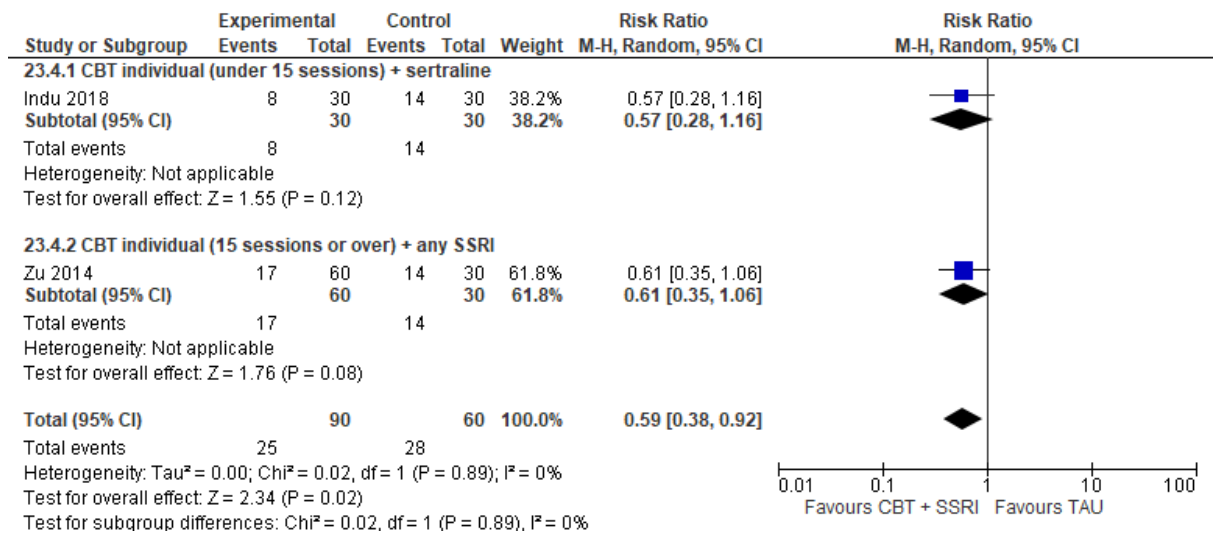 Experimental Control Risk Ratio Risk Ratio
Study or Subgroup Events Total Events Total Weight M-H, Random, 95% CI M-H, Random, 95% CI
23.4.1 CBT individual (under 15 sessions) + sertraline
Indu 2018 8 30 14 30 38.2% 0.57 [0.28, 1.16]
Subtotal (95% CI) 30 30 38.2% 0.57 [0.28, 1.16]
Total events 8 14
Heterogeneity: Not applicable
Test for overall effect: Z = 1.55 (P = 0.12)
23.4.2 CBT individual (15 sessions or over) + any SSRI
Zu 2014 17 60 14 30 61.8% 0.61 [0.35, 1.06]
Subtotal (95% CI) 60 30 61.8% 0.61 [0.35, 1.06]
Total events 17 14
Heterogeneity: Not applicable
Test for overall effect: Z = 1.76 (P = 0.08)
Total (95% CI) 90 60 100.0% 0.59 [0.38, 0.92]
Total events 25 28
Heterogeneity: Tau² = 0.00; Chi² = 0.02, df = 1 (P = 0.89); I² = 0%
Test for overall effect: Z = 2.34 (P = 0.02)
Test for subgroup differences: Chi² = 0.02, df = 1 (P = 0.89), I² = 0%
0.01 0.1 1 10 100
Favours CBT + SSRI Favours TAU